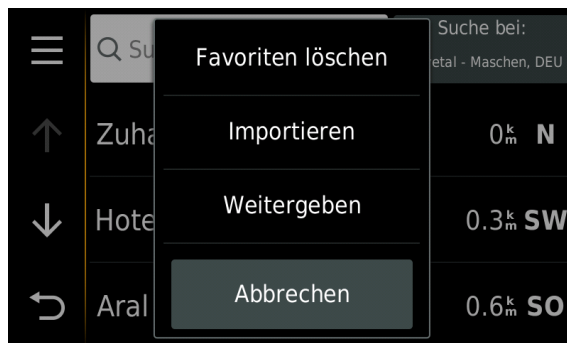 Su
Suche bei:
etal - Maschen, DEU
Favoriten löschen
Zuha
Importieren
0 km N
Hote
Weitergeben
0.3 km SW
Aral
Abbrechen
0.6 km SO